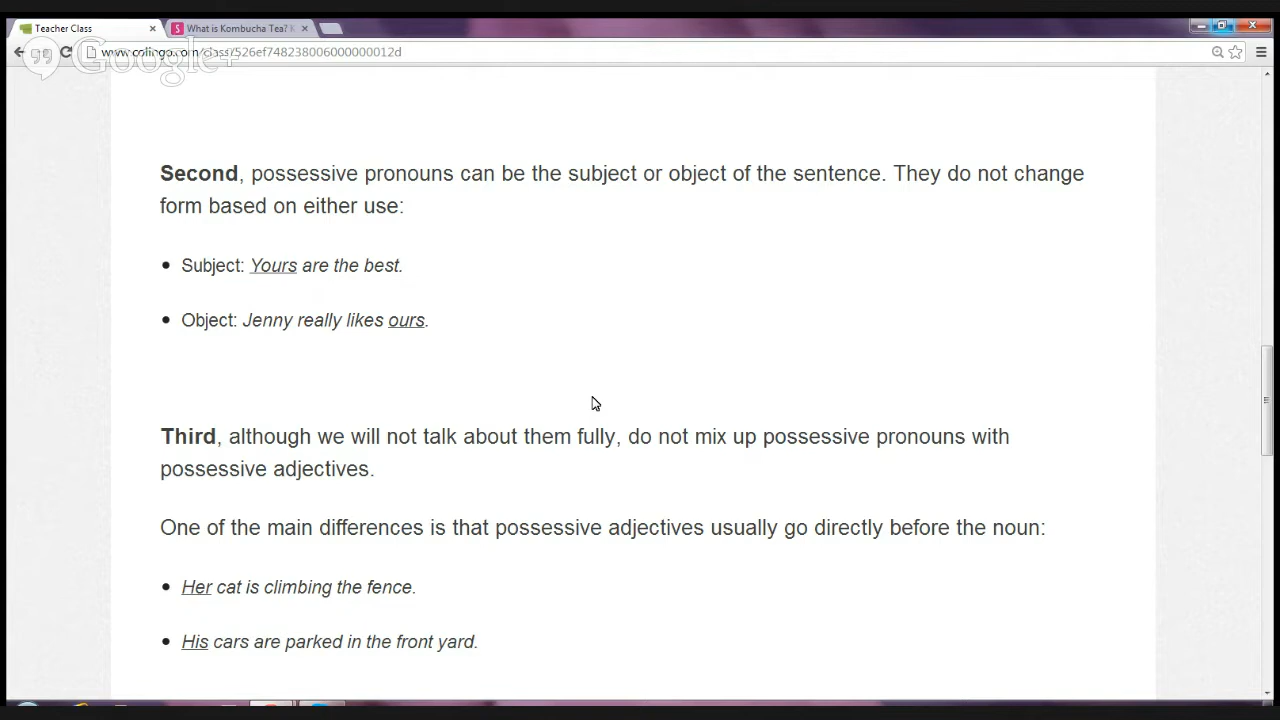 Teacher Class
What is Kombucha Tea?
Google+
Second, possessive pronouns can be the subject or object of the sentence. They do not change
form based on either use:
• Subject: Yours are the best.
• Object: Jenny really likes ours.
Third, although we will not talk about them fully, do not mix up possessive pronouns with
possessive adjectives.
One of the main differences is that possessive adjectives usually go directly before the noun:
• Her cat is climbing the fence.
• His cars are parked in the front yard.